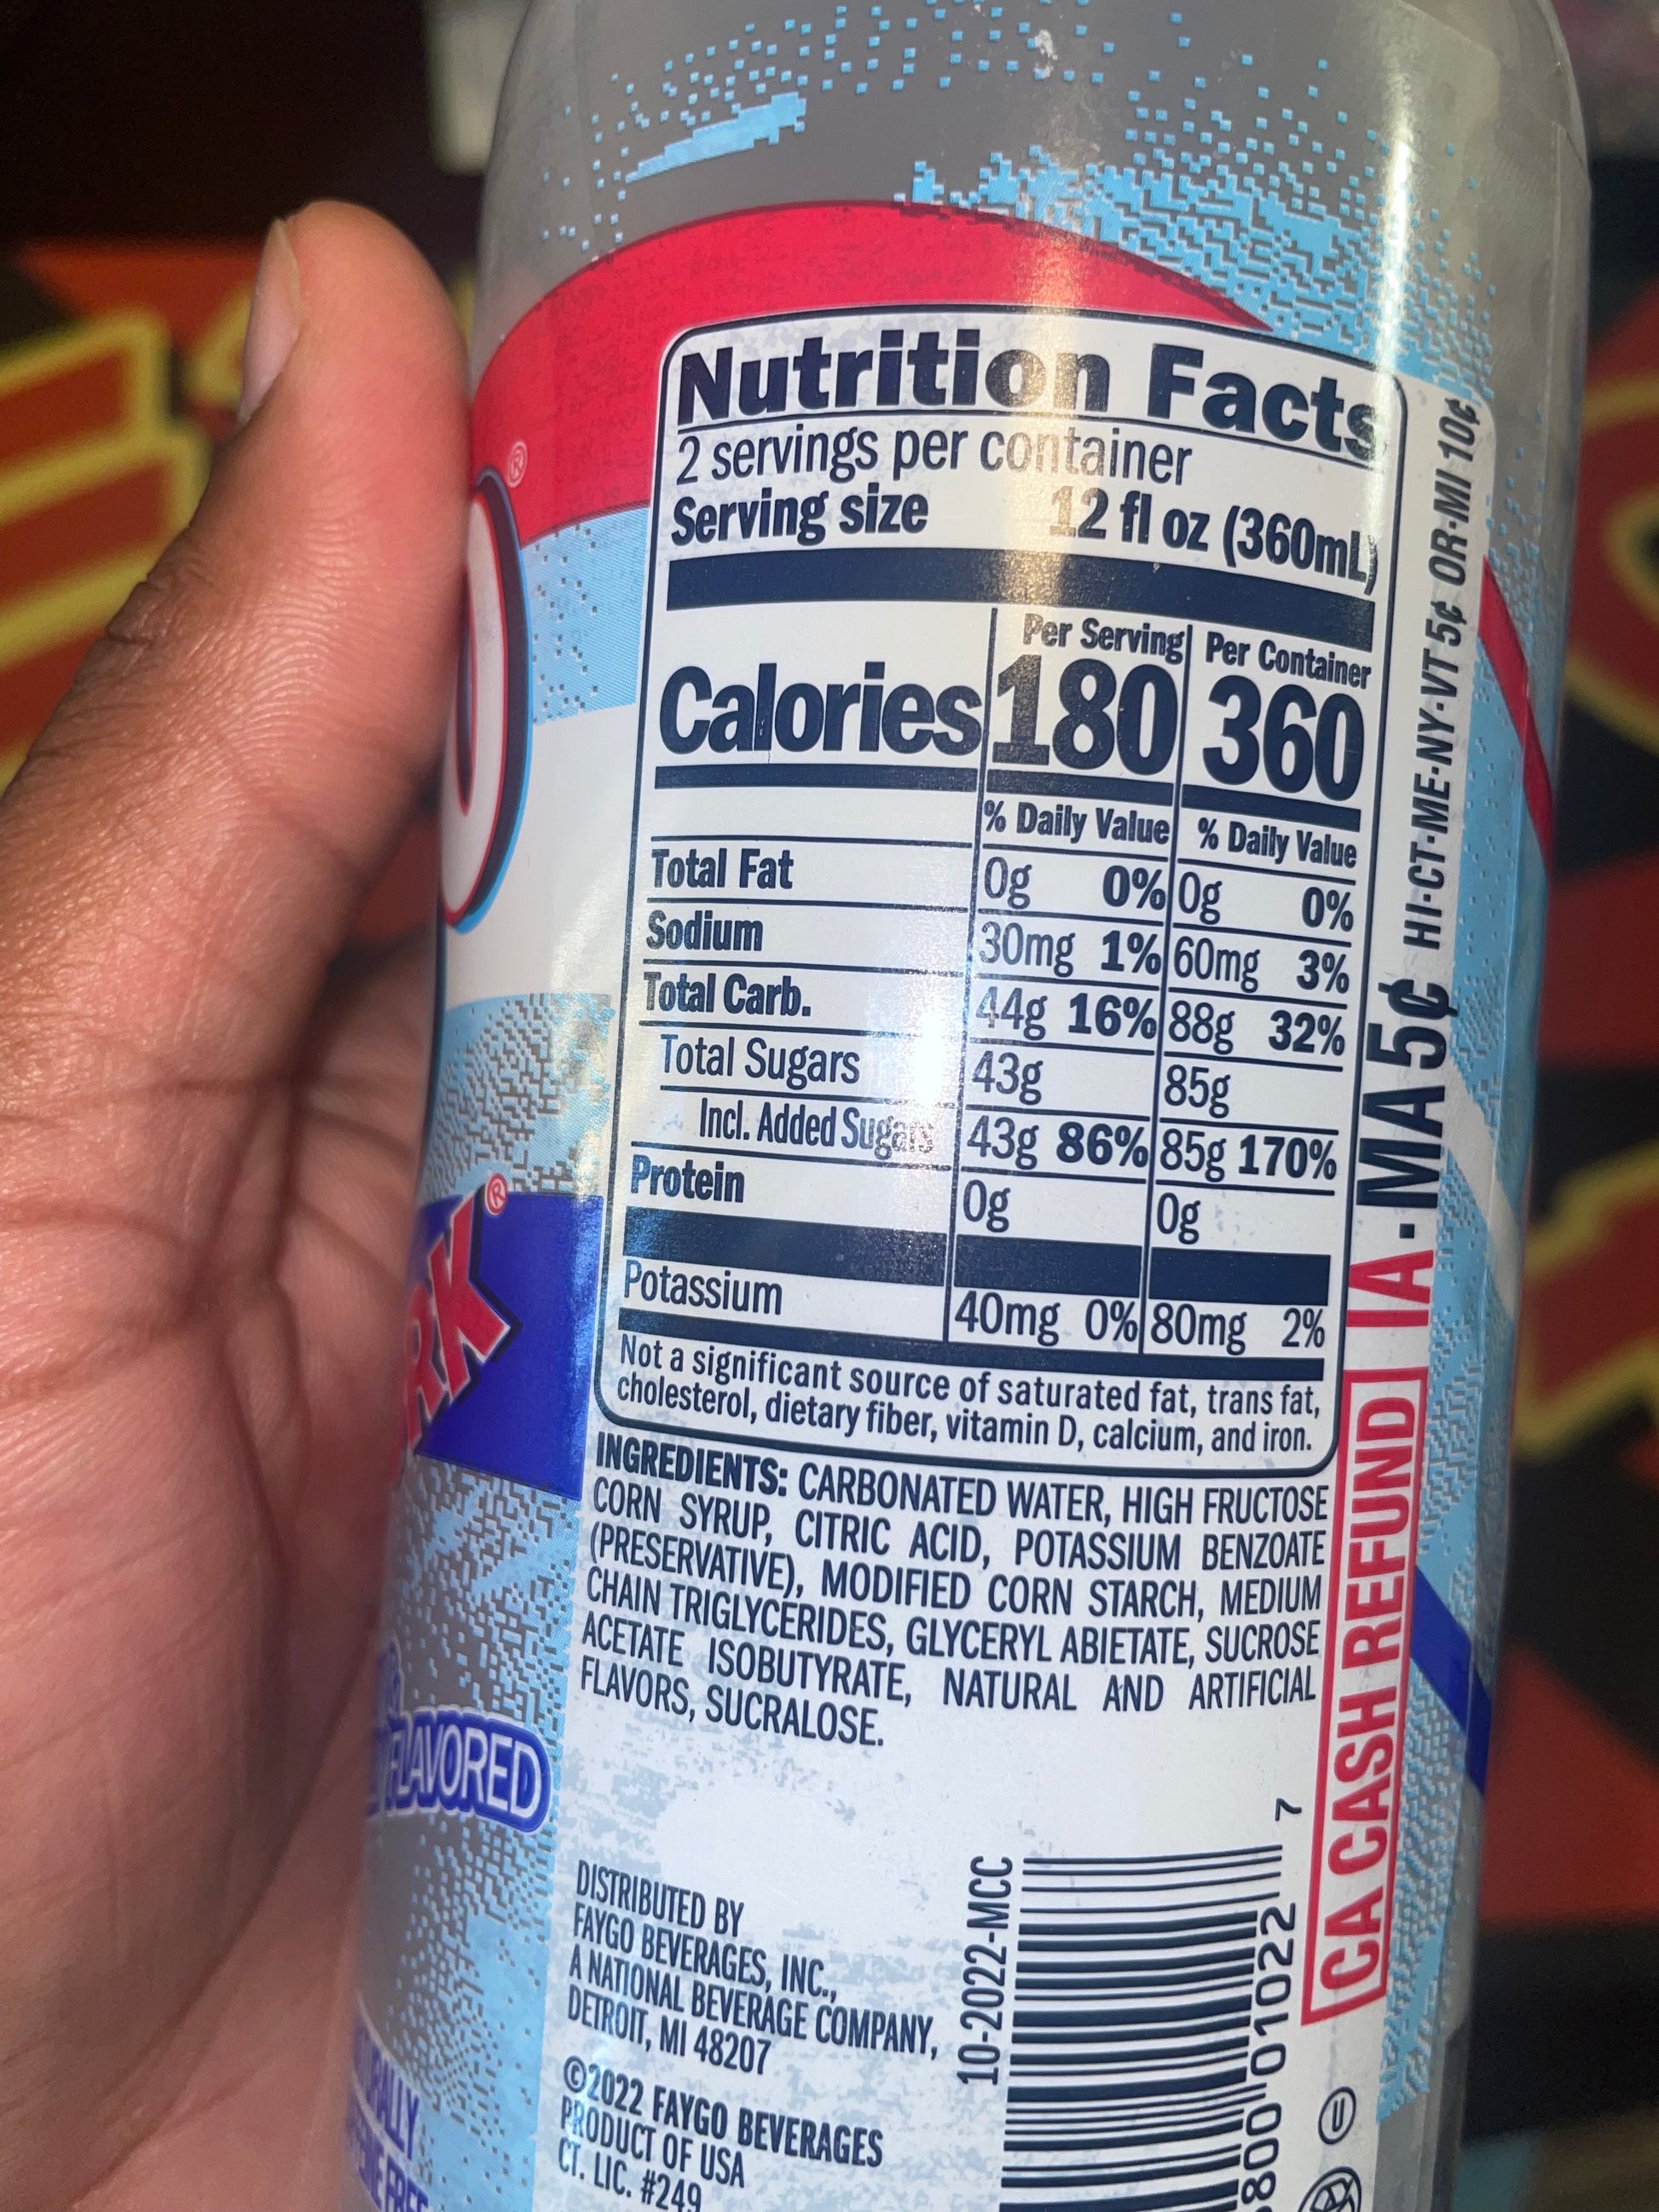 Nutrition Facts
2 servings per container
Serving size 12 fl oz (360mL)
Per Serving Per Container
Calories 180 360
% Daily Value % Daily Value
Total Fat 0g 0% 0g 0%
Sodium 30mg 1% 60mg 3%
Total Carb. 44g 16% 88g 32%
Total Sugars 43g 85g
Incl. Added Sugars 43g 86% 85g 170%
Protein 0g 0g
Potassium 40mg 0% 80mg 2%
Not a significant source of saturated fat, trans fat,
cholesterol, dietary fiber, vitamin D, calcium, and iron.
INGREDIENTS: CARBONATED WATER, HIGH FRUCTOSE
CORN SYRUP, CITRIC ACID, POTASSIUM BENZOATE
(PRESERVATIVE), MODIFIED CORN STARCH, MEDIUM
CHAIN TRIGLYCERIDES, GLYCERYL ABIETATE, SUCROSE
ACETATE ISOBUTYRATE, NATURAL AND ARTIFICIAL
FLAVORS, SUCRALOSE.
DISTRIBUTED BY
FAYGO BEVERAGES, INC.,
A NATIONAL BEVERAGE COMPANY,
DETROIT, MI 48207
©2022 FAYGO BEVERAGES
PRODUCT OF USA
CT. LIC. #249
10-2022-MCC
800 01022 7
CA CASH REFUND IA-MA 5¢ HI-CT-ME-NY-VT 5¢ OR-MI 10¢
®
RK®
FLAVORED
U